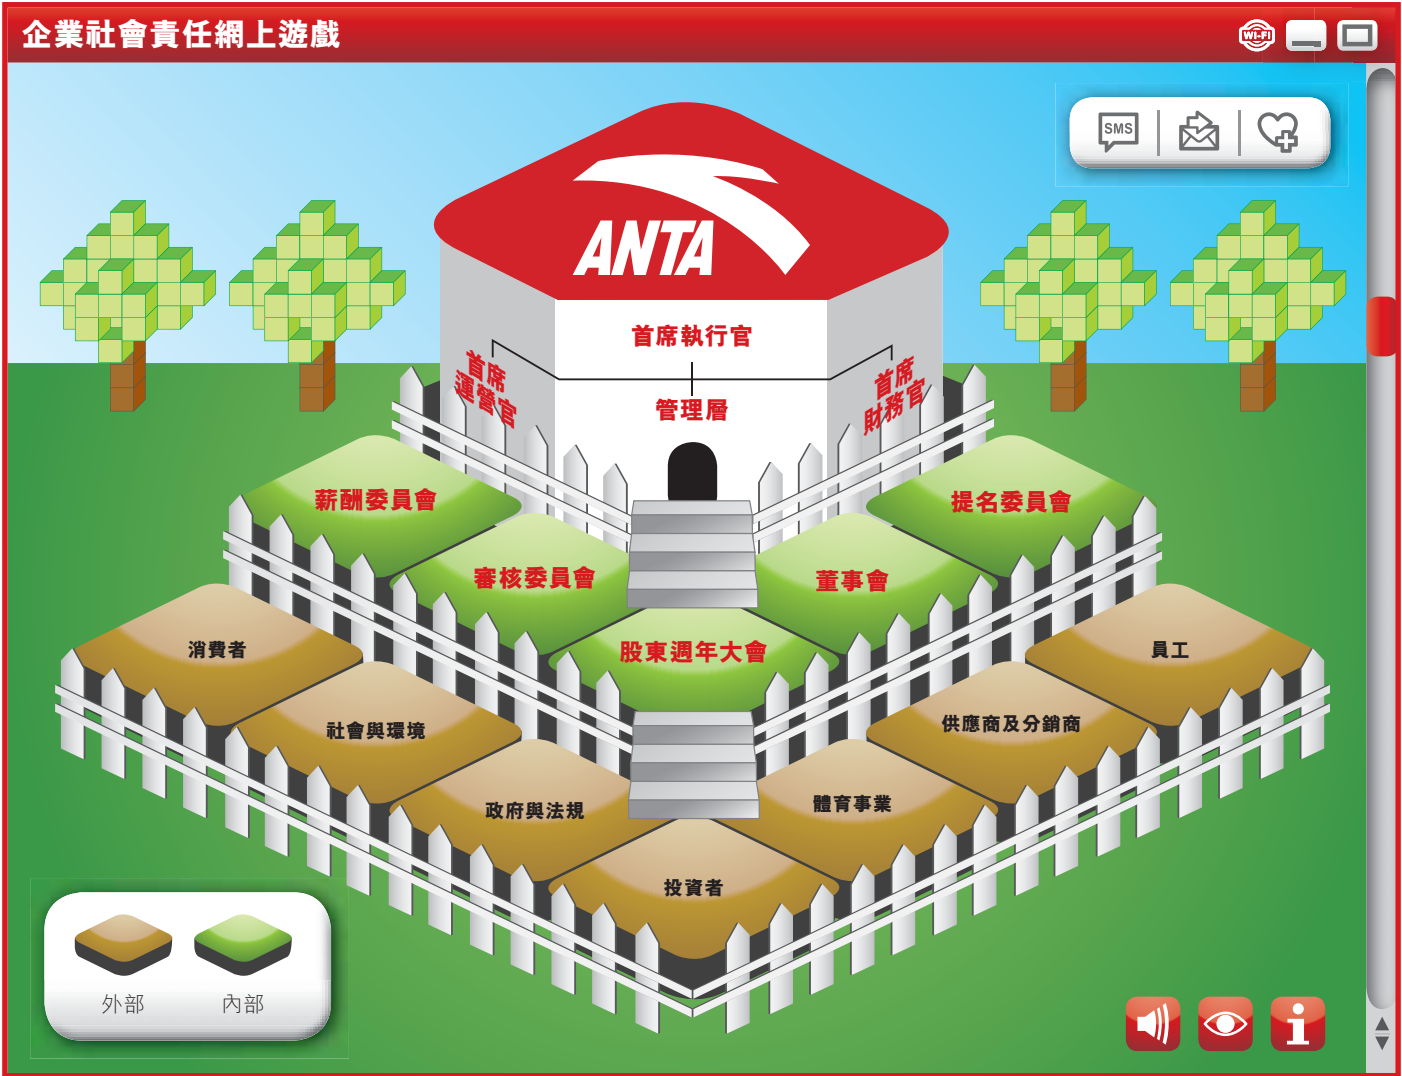 企業社會責任網上遊戲
WI-FI
SMS
ANTA
首席執行官
首席
運營官
首席
財務官
管理層
薪酬委員會
提名委員會
審核委員會
董事會
股東週年大會
消費者
員工
社會與環境
供應商及分銷商
政府與法規
體育事業
投資者
外部
內部